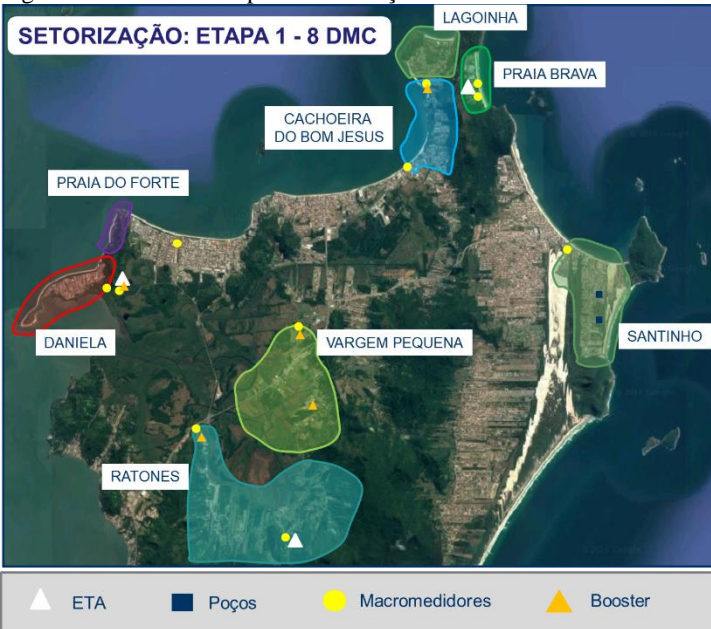 SETORIZAÇÃO: ETAPA 1 - 8 DMC
LAGOINHA
PRAIA BRAVA
CACHOEIRA
DO BOM JESUS
PRAIA DO FORTE
DANIELA
VARGEM PEQUENA
SANTINHO
RATONES
ETA
Poços
Macromedidores
Booster